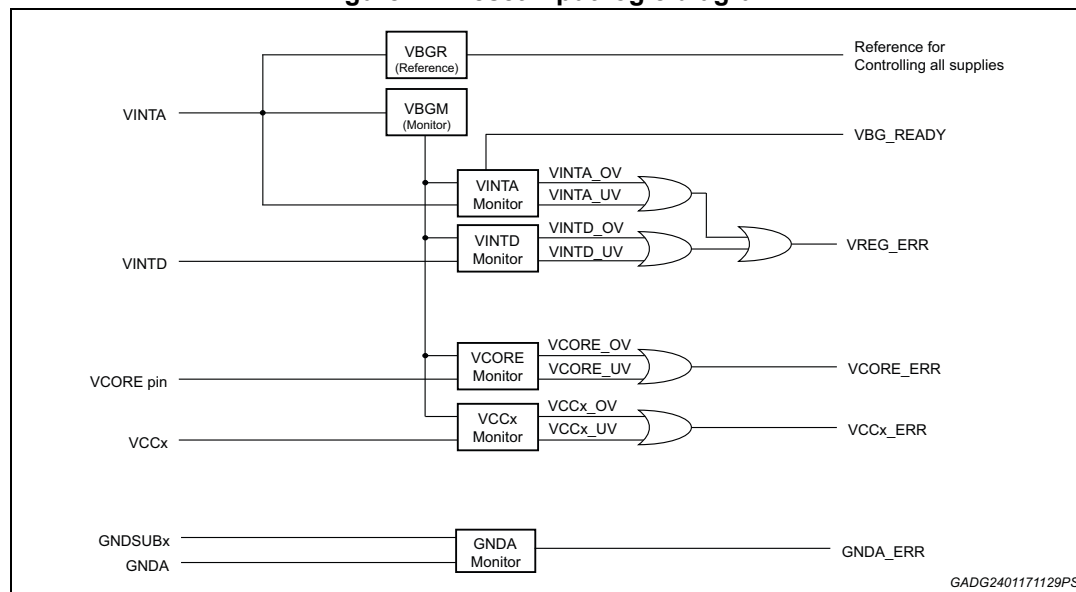 VBGR
(Reference)
Reference for
Controlling all supplies
VINTA
VBGM
(Monitor)
VBG_READY
VINTA
Monitor
VINTA_OV
VINTA_UV
VINTD
VINTD
Monitor
VINTD_OV
VINTD_UV
VREG_ERR
VCORE pin
VCORE
Monitor
VCORE_OV
VCORE_UV
VCORE_ERR
VCCx
VCCx
Monitor
VCCx_OV
VCCx_UV
VCCx_ERR
GNDSUBx
GNDA
GNDA
Monitor
GNDA_ERR
GADG2401171129PS